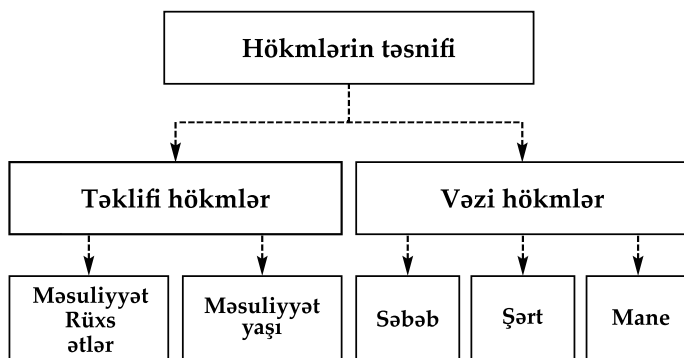 Hökmlərin təsnifi
Təklifi hökmlər
Vəzi hökmlər
Məsuliyyət
Rüxs
ətlər
Məsuliyyət
yaşı
Səbəb
Şərt
Mane